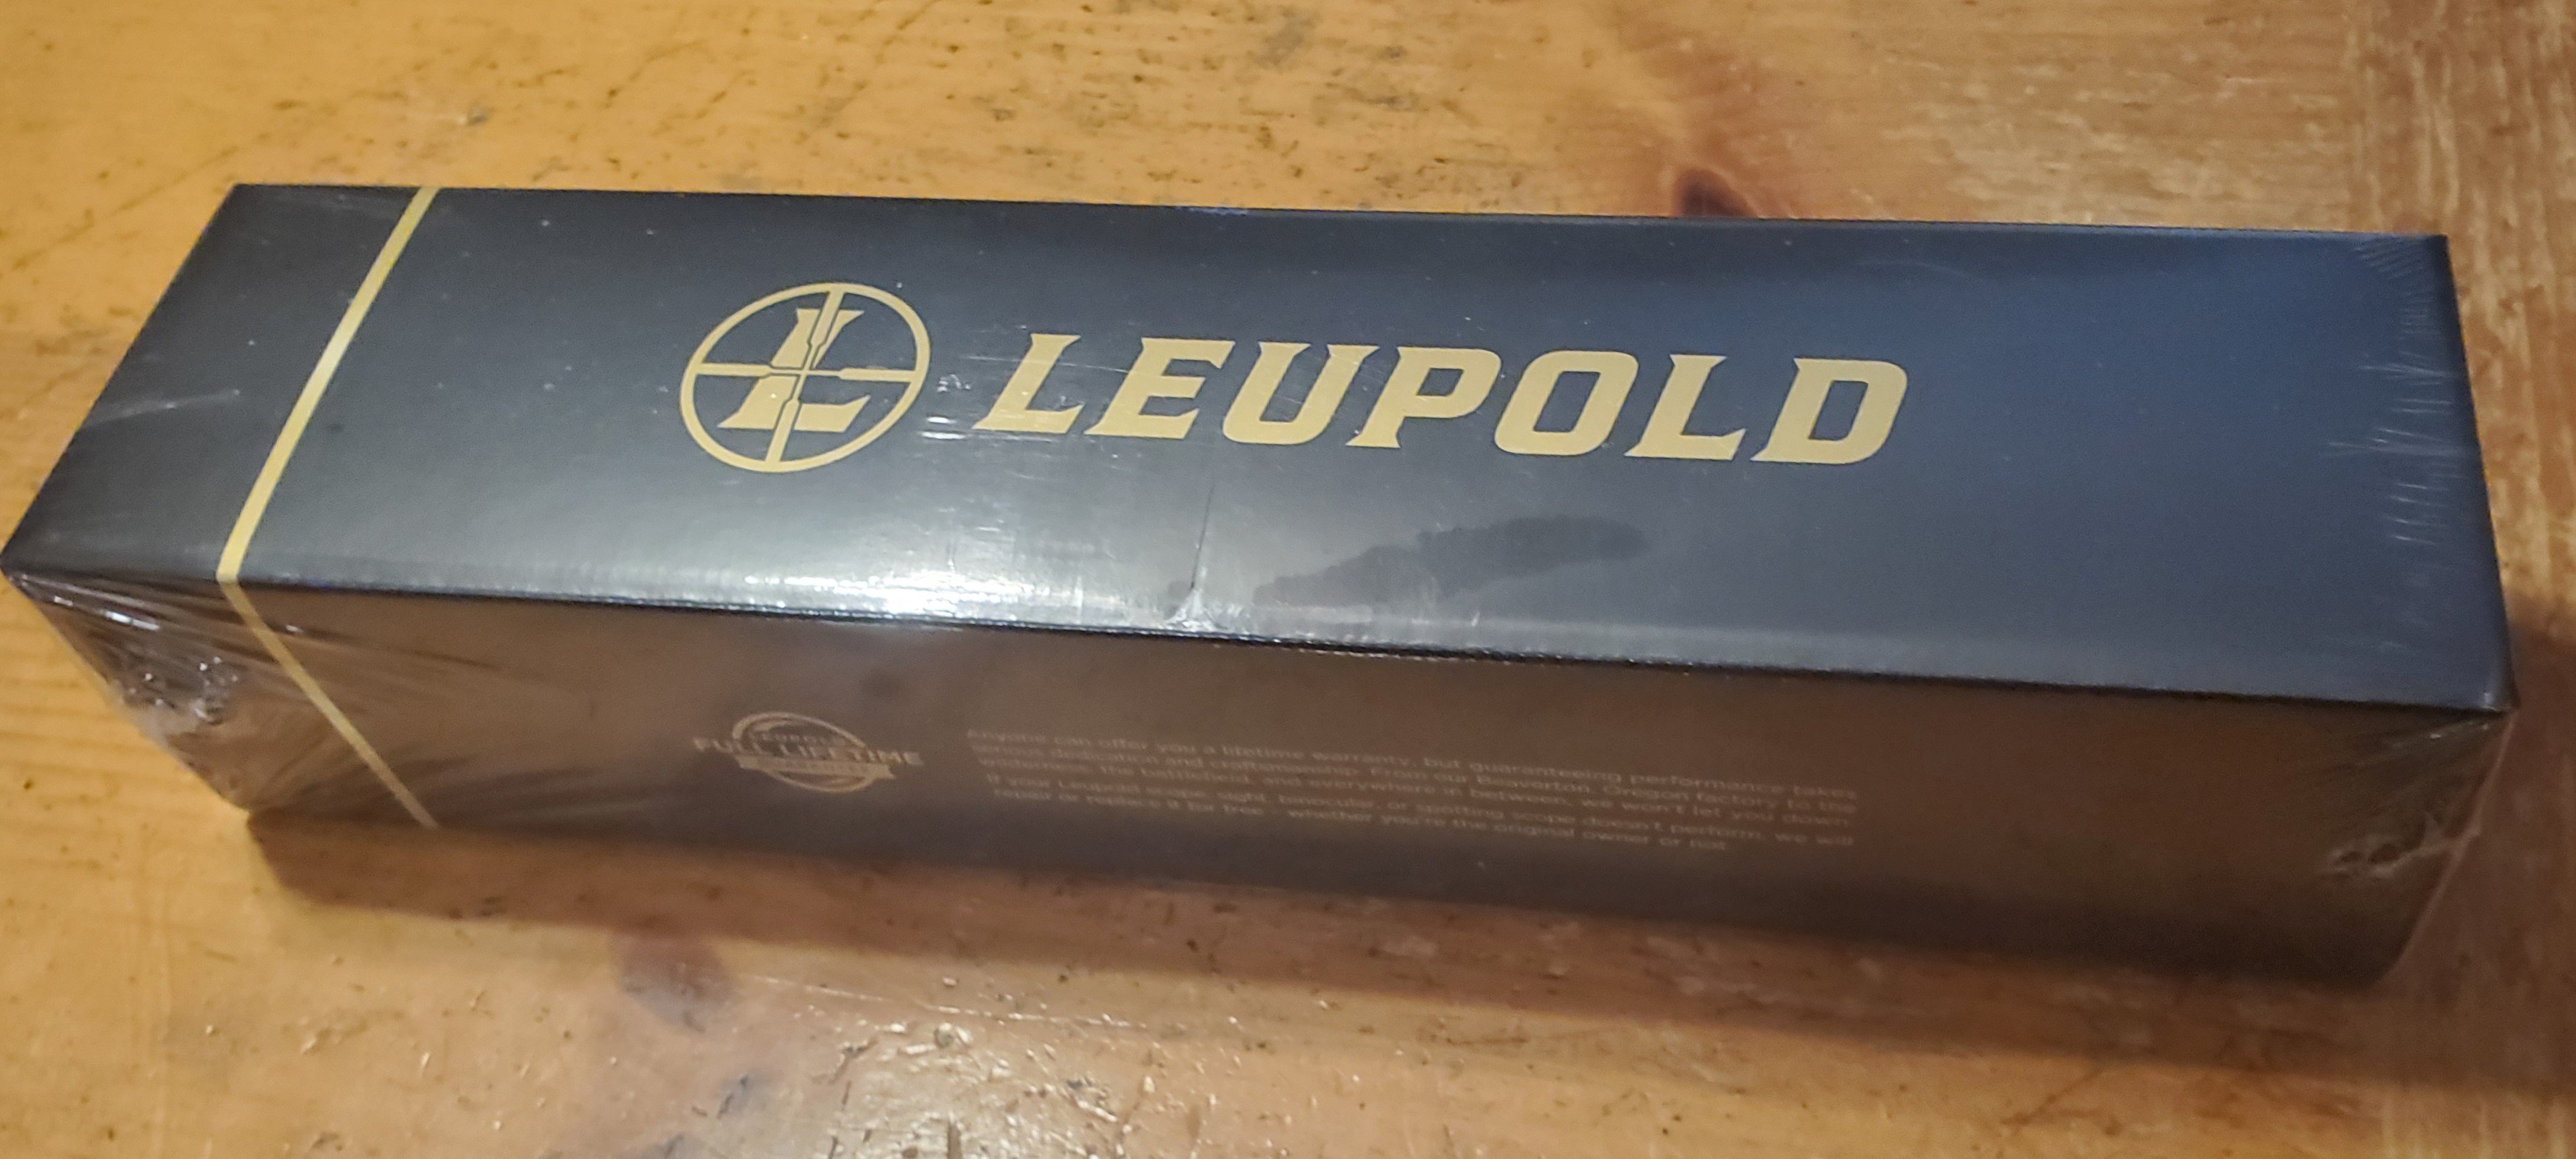 L LEUPOLD
LEUPOLD
FULL LIFETIME
Anyone can offer you a lifetime warranty, but guaranteeing performance takes
serious dedication and craftsmanship. From our Beaverton, Oregon factory to the
wilderness, the battlefield, and everywhere in between, we won't let you down.
If your Leupold scope, sight, binocular, or spotting scope doesn't perform, we will
repair or replace it for free - whether you're the original owner or not.